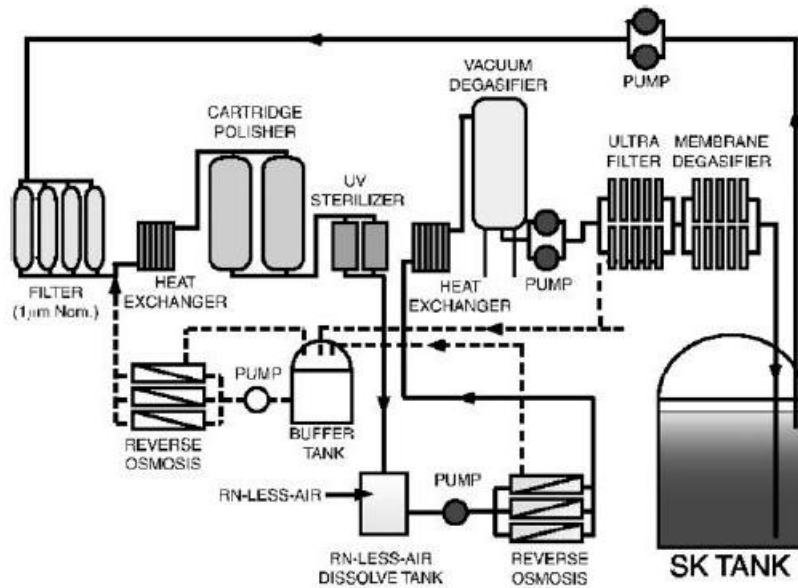 PUMP
VACUUM
DEGASIFIER
CARTRIDGE
POLISHER
ULTRA
FILTER
MEMBRANE
DEGASIFIER
UV
STERILIZER
FILTER
(1μm Nom.)
HEAT
EXCHANGER
HEAT
EXCHANGER
PUMP
PUMP
REVERSE
OSMOSIS
BUFFER
TANK
RN-LESS-AIR
PUMP
RN-LESS-AIR
DISSOLVE TANK
REVERSE
OSMOSIS
SK TANK